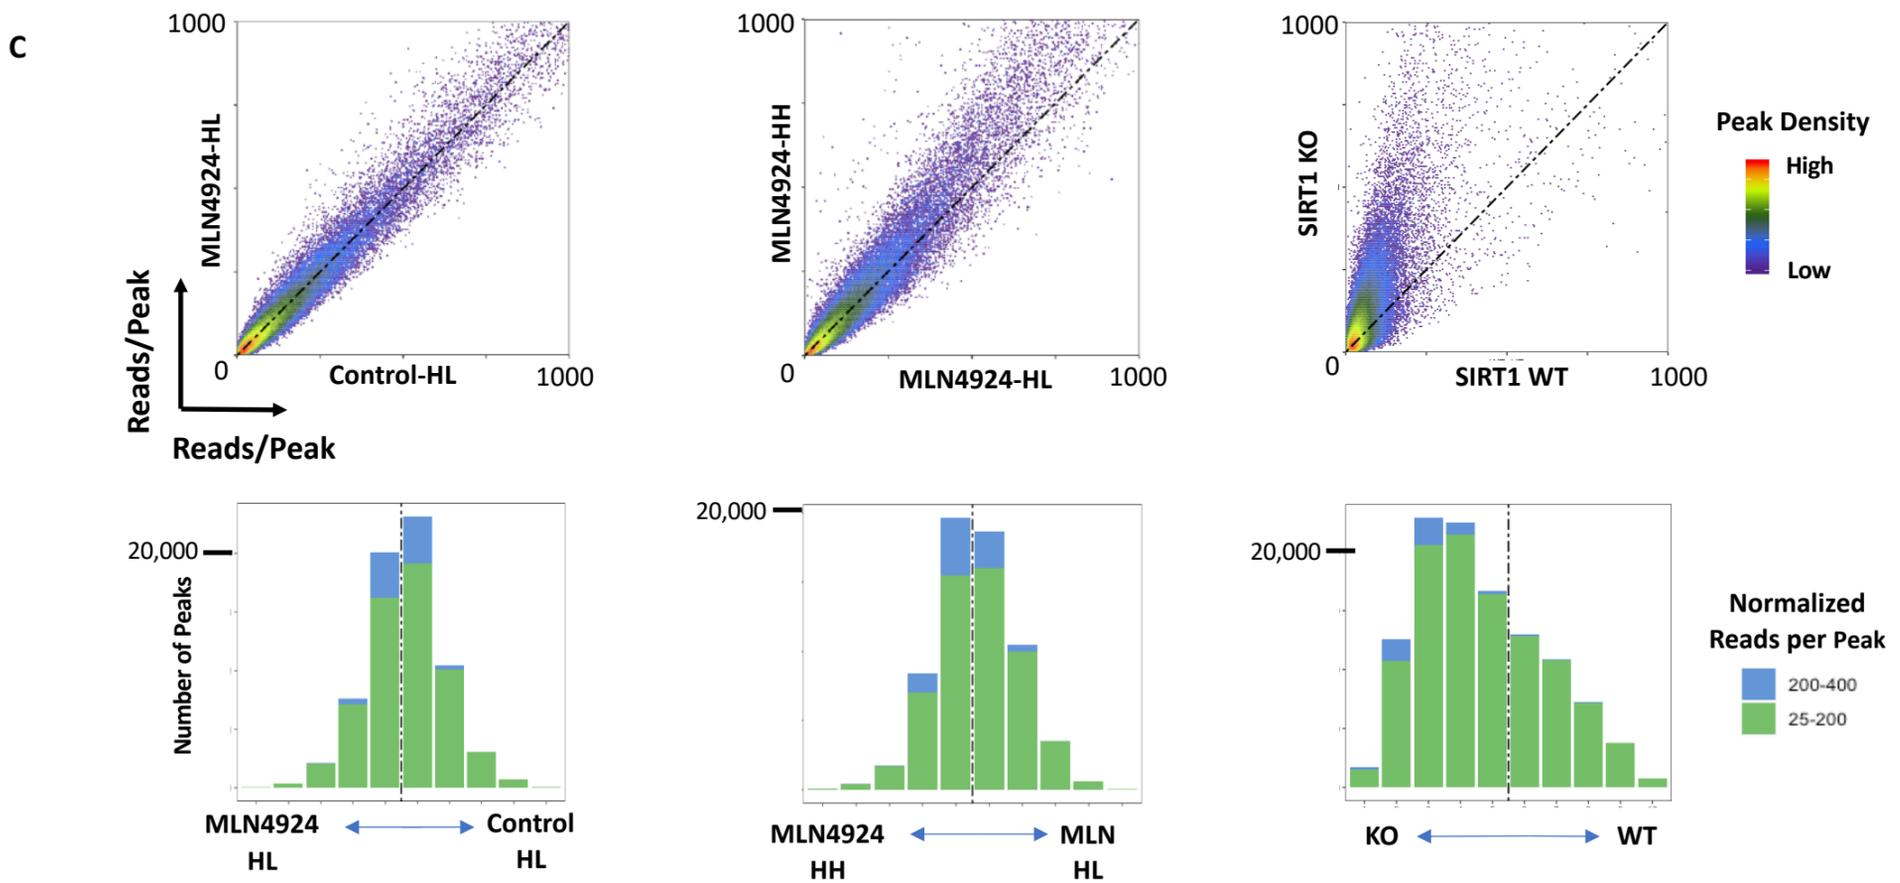 C
1000
MLN4924-HL
0
Control-HL
1000
Reads/Peak
Reads/Peak
1000
MLN4924-HH
0
MLN4924-HL
1000
1000
SIRT1 KO
0
SIRT1 WT
1000
Peak Density
High
Low
20,000
Number of Peaks
MLN4924
HL
Control
HL
20,000
MLN4924
HH
MLN
HL
20,000
KO
WT
Normalized
Reads per Peak
200-400
25-200